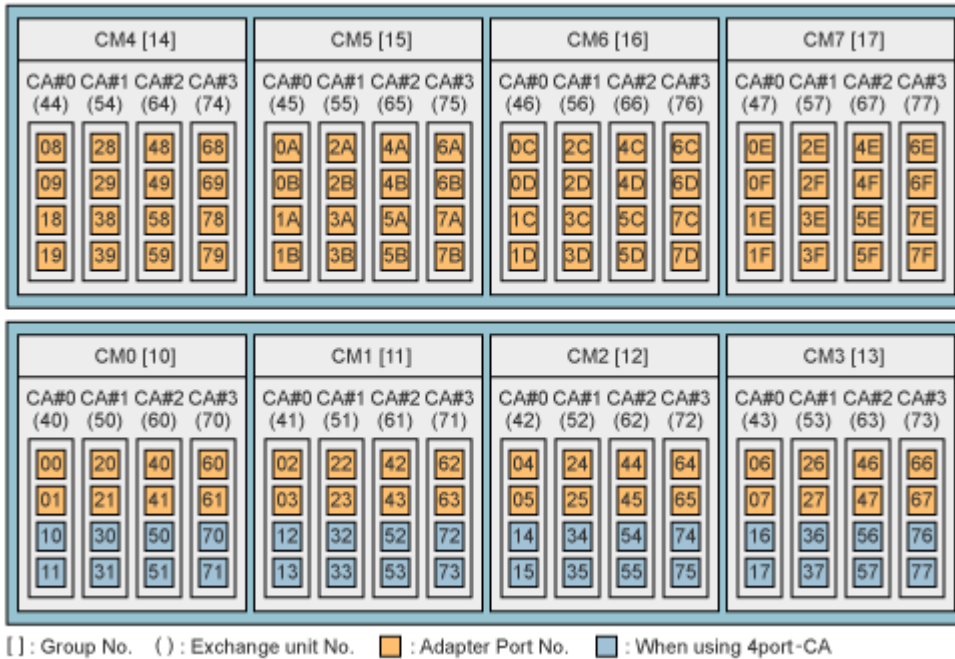 CM4 [14] CM5 [15] CM6 [16] CM7 [17]
CA#0 CA#1 CA#2 CA#3 CA#0 CA#1 CA#2 CA#3 CA#0 CA#1 CA#2 CA#3 CA#0 CA#1 CA#2 CA#3
(44) (54) (64) (74) (45) (55) (65) (75) (46) (56) (66) (76) (47) (57) (67) (77)
08 28 48 68 0A 2A 4A 6A 0C 2C 4C 6C 0E 2E 4E 6E
09 29 49 69 0B 2B 4B 6B 0D 2D 4D 6D 0F 2F 4F 6F
18 38 58 78 1A 3A 5A 7A 1C 3C 5C 7C 1E 3E 5E 7E
19 39 59 79 1B 3B 5B 7B 1D 3D 5D 7D 1F 3F 5F 7F
CM0 [10] CM1 [11] CM2 [12] CM3 [13]
CA#0 CA#1 CA#2 CA#3 CA#0 CA#1 CA#2 CA#3 CA#0 CA#1 CA#2 CA#3 CA#0 CA#1 CA#2 CA#3
(40) (50) (60) (70) (41) (51) (61) (71) (42) (52) (62) (72) (43) (53) (63) (73)
00 20 40 60 02 22 42 62 04 24 44 64 06 26 46 66
01 21 41 61 03 23 43 63 05 25 45 65 07 27 47 67
10 30 50 70 12 32 52 72 14 34 54 74 16 36 56 76
11 31 51 71 13 33 53 73 15 35 55 75 17 37 57 77
[ ] : Group No. ( ) : Exchange unit No. : Adapter Port No. : When using 4port-CA